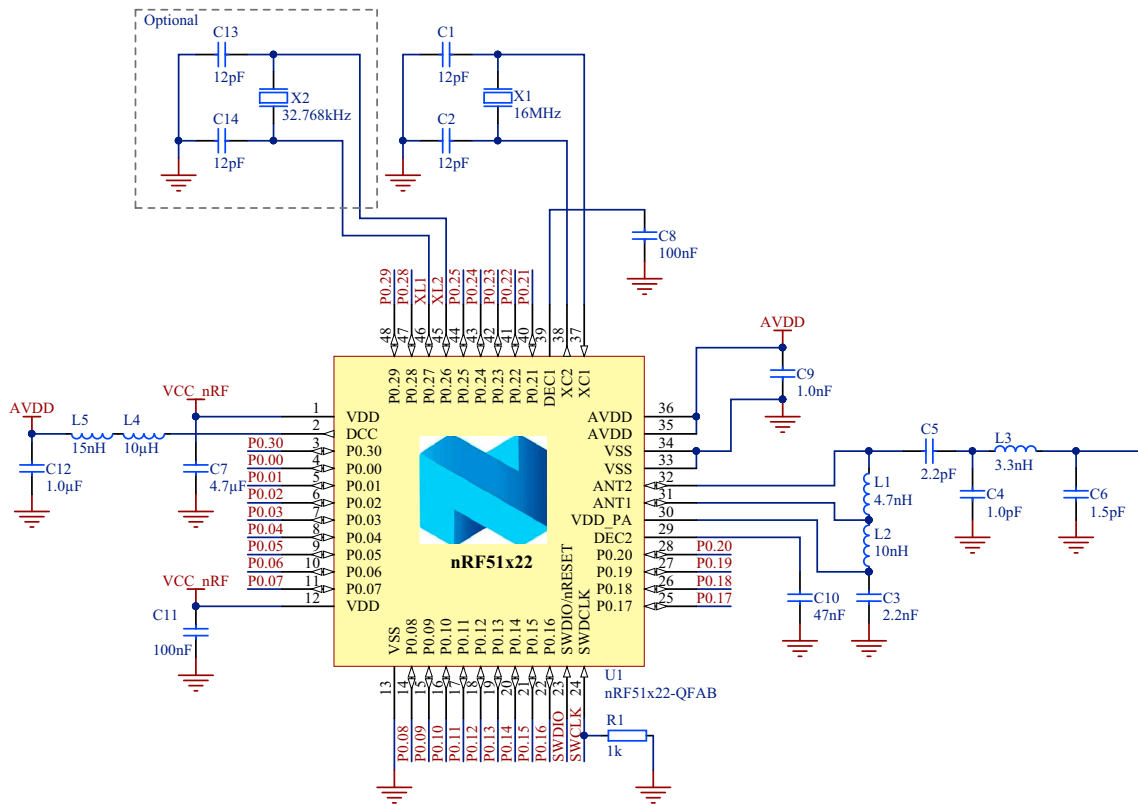 Optional
C13
12pF
X2
32.768kHz
C14
12pF
C1
12pF
X1
16MHz
C2
12pF
C8
100nF
P0.29
P0.28
XL1
XL2
P0.25
P0.24
P0.23
P0.22
P0.21
48
47
46
45
44
43
42
41
40
39
38
37
P0.29
P0.28
P0.27
P0.26
P0.25
P0.24
P0.23
P0.22
P0.21
DEC1
XC2
XC1
AVDD
C9
1.0nF
AVDD
L5
15nH
L4
10µH
C12
1.0µF
VCC_nRF
C7
4.7µF
P0.30
P0.00
P0.01
P0.02
P0.03
P0.04
P0.05
P0.06
P0.07
VCC_nRF
C11
100nF
1
2
3
4
5
6
7
8
9
10
11
12
VDD
DCC
P0.30
P0.00
P0.01
P0.02
P0.03
P0.04
P0.05
P0.06
P0.07
VDD
nRF51x22
AVDD
AVDD
VSS
VSS
ANT2
ANT1
VDD_PA
DEC2
P0.20
P0.19
P0.18
P0.17
36
35
34
33
32
31
30
29
28
27
26
25
P0.20
P0.19
P0.18
P0.17
C5
2.2pF
L3
3.3nH
L1
4.7nH
L2
10nH
C4
1.0pF
C6
1.5pF
C10
47nF
C3
2.2nF
VSS
P0.08
P0.09
P0.10
P0.11
P0.12
P0.13
P0.14
P0.15
P0.16
SWDIO/nRESET
SWDCLK
13
14
15
16
17
18
19
20
21
22
23
24
U1
nRF51x22-QFAB
P0.08
P0.09
P0.10
P0.11
P0.12
P0.13
P0.14
P0.15
P0.16
SWDIO
SWCLK
R1
1k